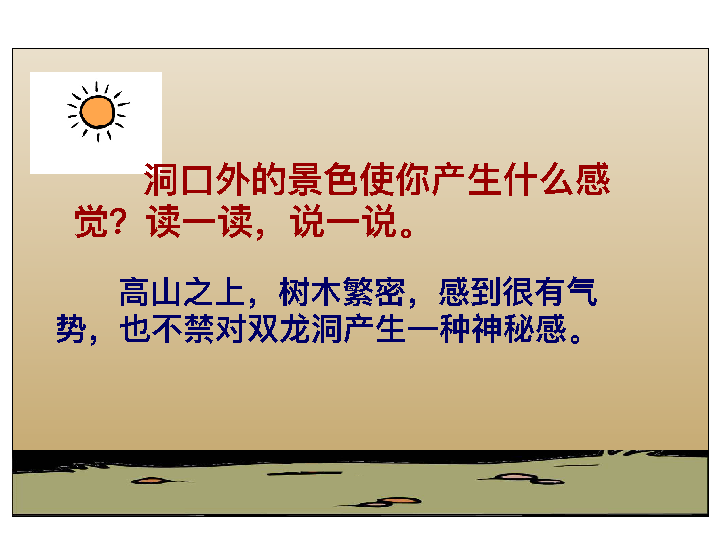 洞口外的景色使你产生什么感
觉？读一读，说一说。
高山之上，树木繁密，感到很有气
势，也不禁对双龙洞产生一种神秘感。